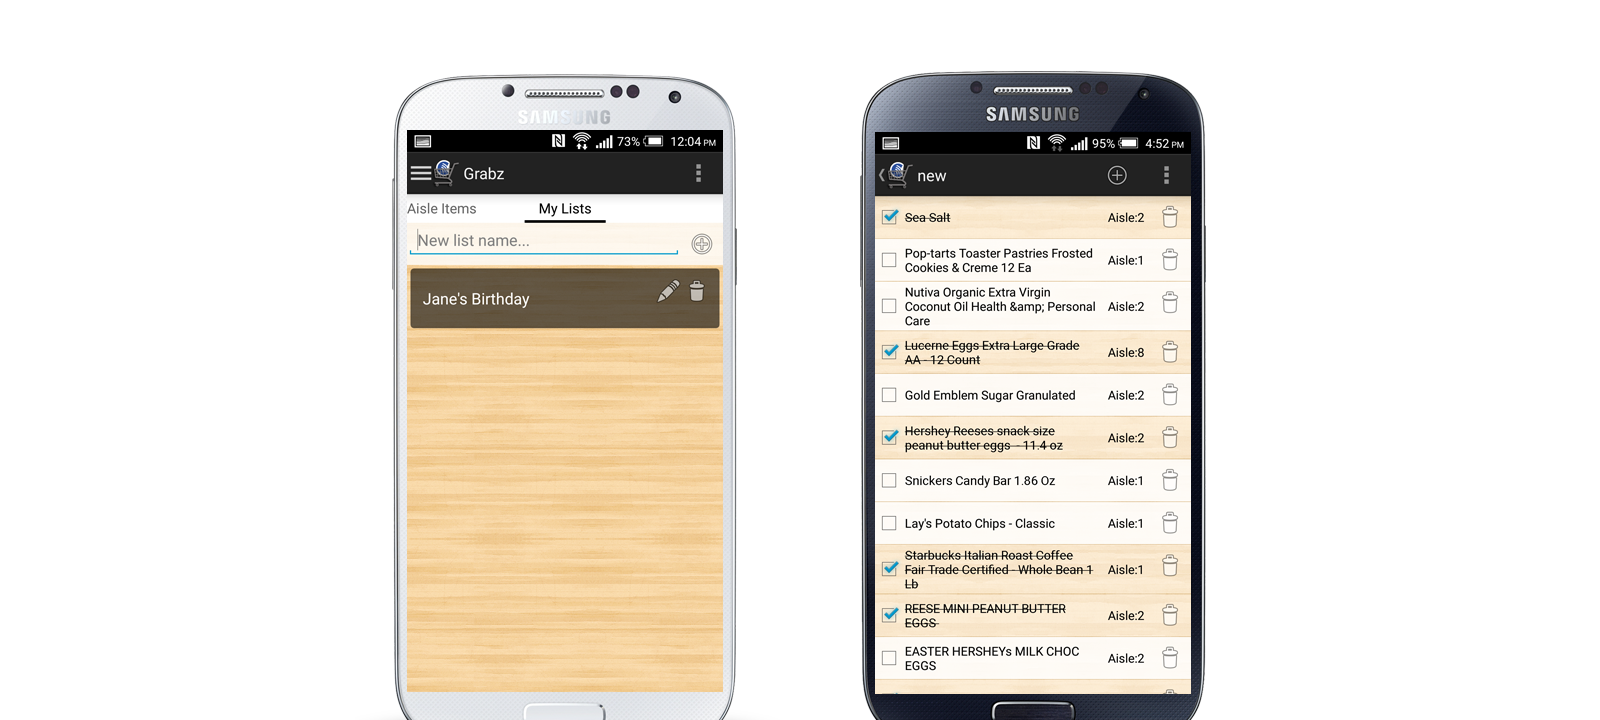 SAMSUNG
73% 12:04 PM
Grabz
Aisle Items My Lists
New list name...
Jane's Birthday
SAMSUNG
95% 4:52 PM
new
Sea Salt Aisle:2
Pop-tarts Toaster Pastries Frosted
Cookies & Creme 12 Ea Aisle:1
Nutiva Organic Extra Virgin
Coconut Oil Health &amp; Personal Aisle:2
Care
Lucerne Eggs Extra Large Grade
AA - 12 Count Aisle:8
Gold Emblem Sugar Granulated Aisle:2
Hershey Reeses snack size
peanut butter eggs - 11.4 oz Aisle:2
Snickers Candy Bar 1.86 Oz Aisle:1
Lay's Potato Chips - Classic Aisle:1
Starbucks Italian Roast Coffee
Fair Trade Certified - Whole Bean 1 Aisle:1
Lb
REESE MINI PEANUT BUTTER
EGGS Aisle:2
EASTER HERSHEYs MILK CHOC
EGGS Aisle:2